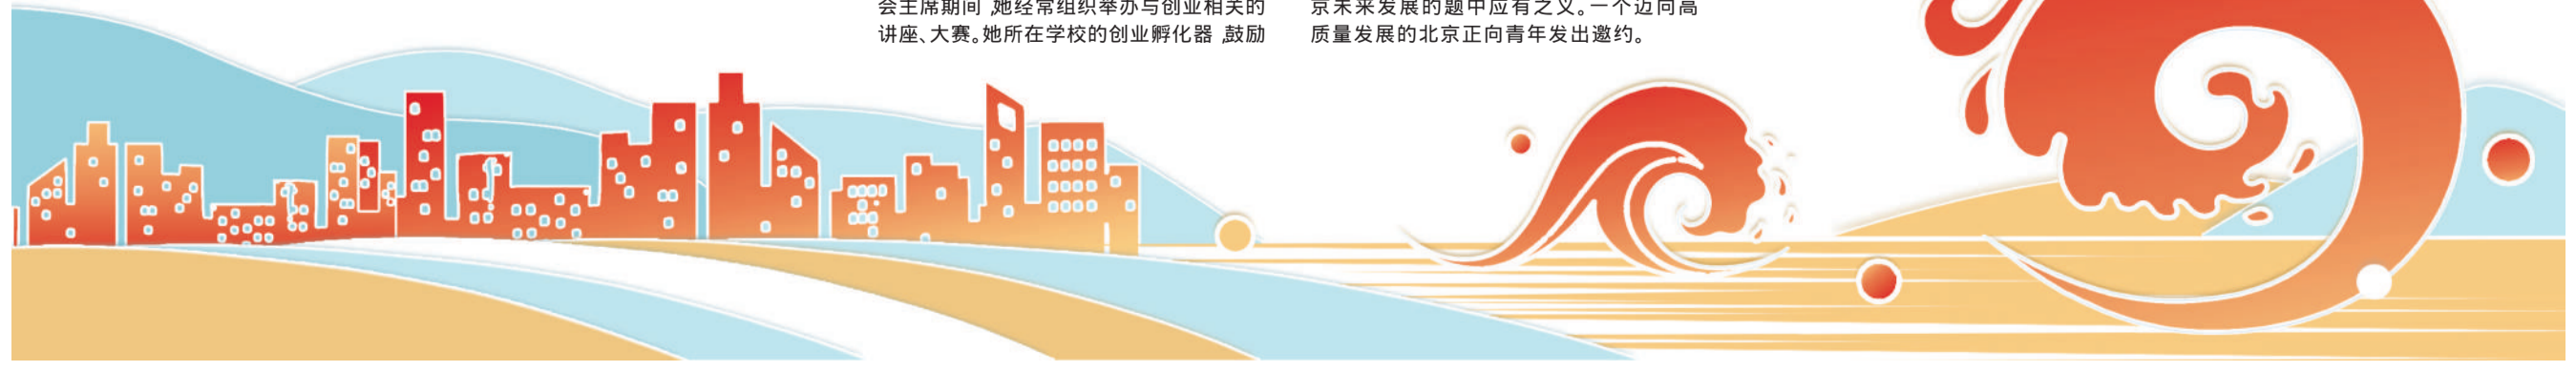 会主席期间,她经常组织举办与创业相关的
讲座、大赛。她所在学校的创业孵化器,鼓励
京未来发展的题中应有之义。一个迈向高
质量发展的北京正向青年发出邀约。